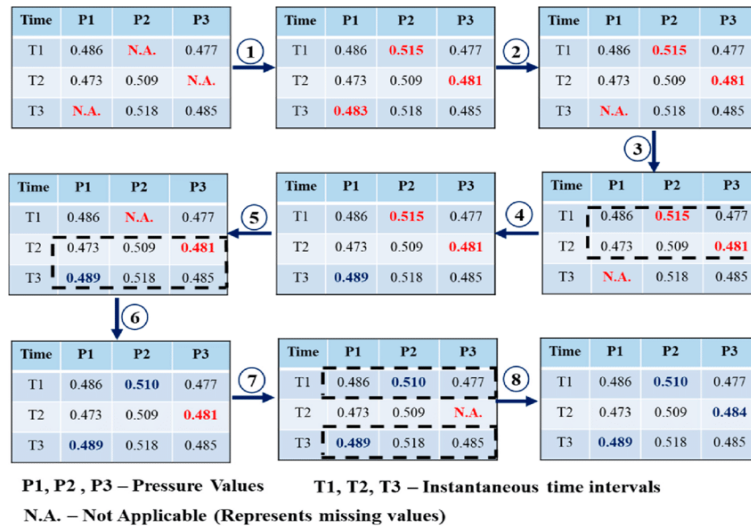 Time P1 P2 P3
T1 0.486 N.A. 0.477
T2 0.473 0.509 N.A.
T3 N.A. 0.518 0.485
1
Time P1 P2 P3
T1 0.486 0.515 0.477
T2 0.473 0.509 0.481
T3 0.483 0.518 0.485
2
Time P1 P2 P3
T1 0.486 0.515 0.477
T2 0.473 0.509 0.481
T3 N.A. 0.518 0.485
3
Time P1 P2 P3
T1 0.486 0.515 0.477
T2 0.473 0.509 0.481
T3 N.A. 0.518 0.485
4
Time P1 P2 P3
T1 0.486 0.515 0.477
T2 0.473 0.509 0.481
T3 0.489 0.518 0.485
5
Time P1 P2 P3
T1 0.486 N.A. 0.477
T2 0.473 0.509 0.481
T3 0.489 0.518 0.485
6
Time P1 P2 P3
T1 0.486 0.510 0.477
T2 0.473 0.509 0.481
T3 0.489 0.518 0.485
7
Time P1 P2 P3
T1 0.486 0.510 0.477
T2 0.473 0.509 N.A.
T3 0.489 0.518 0.485
8
Time P1 P2 P3
T1 0.486 0.510 0.477
T2 0.473 0.509 0.484
T3 0.489 0.518 0.485
P1, P2 , P3 – Pressure Values T1, T2, T3 – Instantaneous time intervals
N.A. – Not Applicable (Represents missing values)